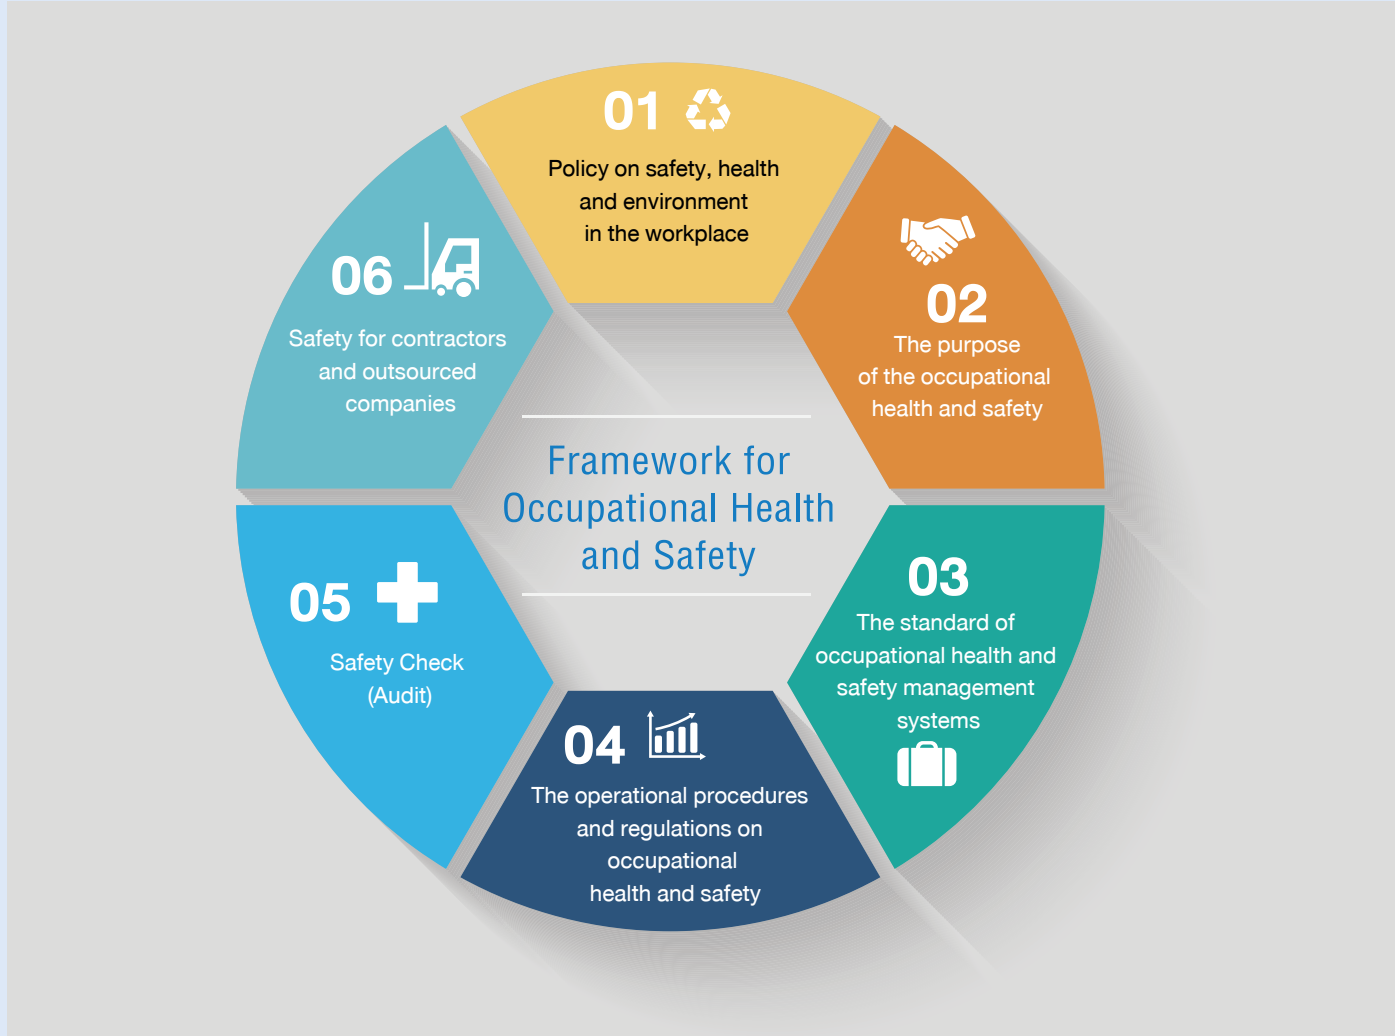 01
Policy on safety, health
and environment
in the workplace
02
The purpose
of the occupational
health and safety
03
The standard of
occupational health and
safety management
systems
04
The operational procedures
and regulations on
occupational
health and safety
05
Safety Check
(Audit)
06
Safety for contractors
and outsourced
companies
Framework for
Occupational Health
and Safety